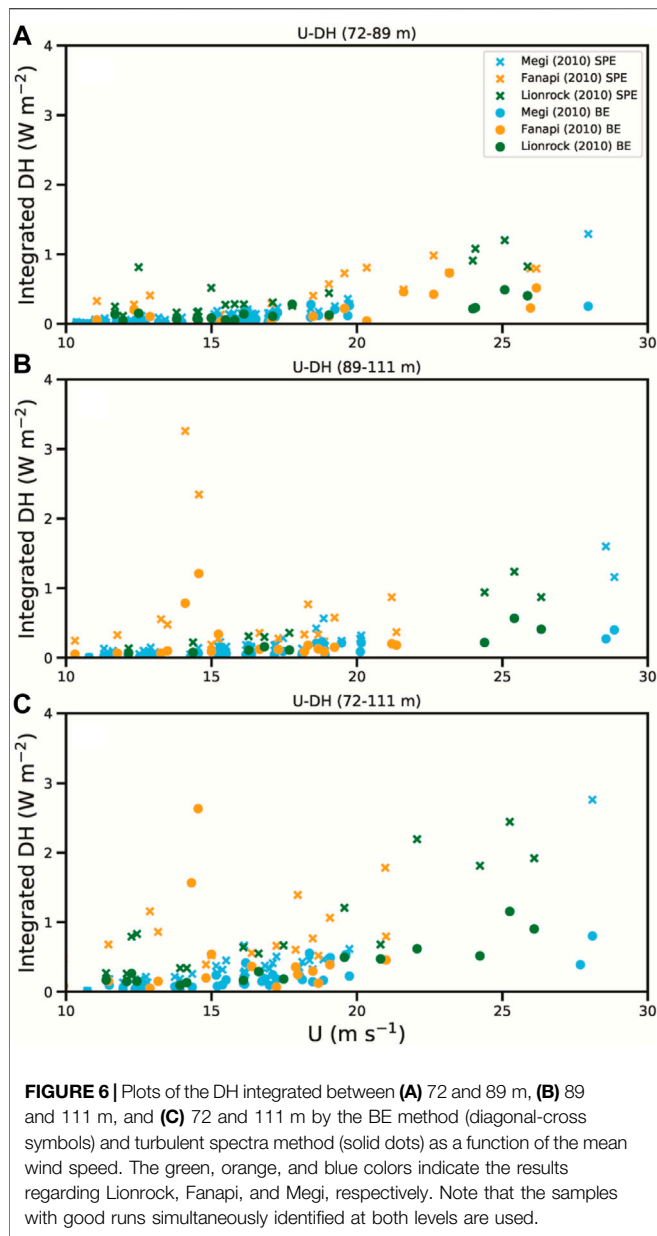 A
U-DH (72-89 m)
Integrated DH (W m⁻²)
4
3
2
1
0
10
15
20
25
30
Megi (2010) SPE
Fanapi (2010) SPE
Lionrock (2010) SPE
Megi (2010) BE
Fanapi (2010) BE
Lionrock (2010) BE
B
U-DH (89-111 m)
Integrated DH (W m⁻²)
4
3
2
1
0
10
15
20
25
30
C
U-DH (72-111 m)
Integrated DH (W m⁻²)
4
3
2
1
0
10
15
20
25
30
U (m s⁻¹)
FIGURE 6 | Plots of the DH integrated between (A) 72 and 89 m, (B) 89
and 111 m, and (C) 72 and 111 m by the BE method (diagonal-cross
symbols) and turbulent spectra method (solid dots) as a function of the mean
wind speed. The green, orange, and blue colors indicate the results
regarding Lionrock, Fanapi, and Megi, respectively. Note that the samples
with good runs simultaneously identified at both levels are used.